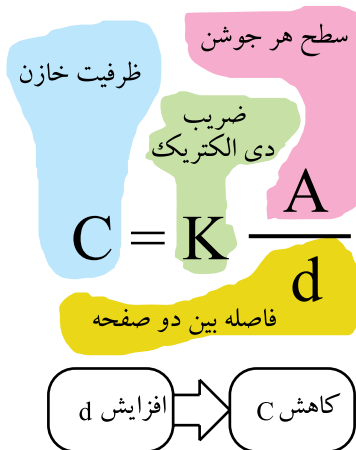 سطح هر جوشن
ظرفیت خازن
ضریب
دی الکتریک
C = K A / d
فاصله بین دو صفحه
افزایش d
کاهش C